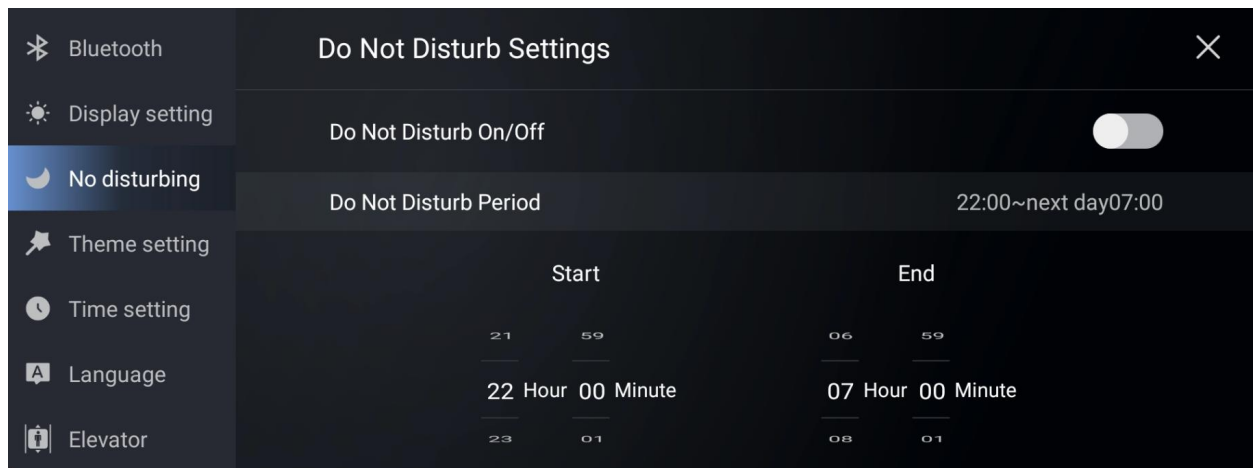 Bluetooth
Display setting
No disturbing
Theme setting
Time setting
Language
Elevator
Do Not Disturb Settings
Do Not Disturb On/Off
Do Not Disturb Period 22:00~next day07:00
Start End
21 59 06 59
22 Hour 00 Minute 07 Hour 00 Minute
23 01 08 01